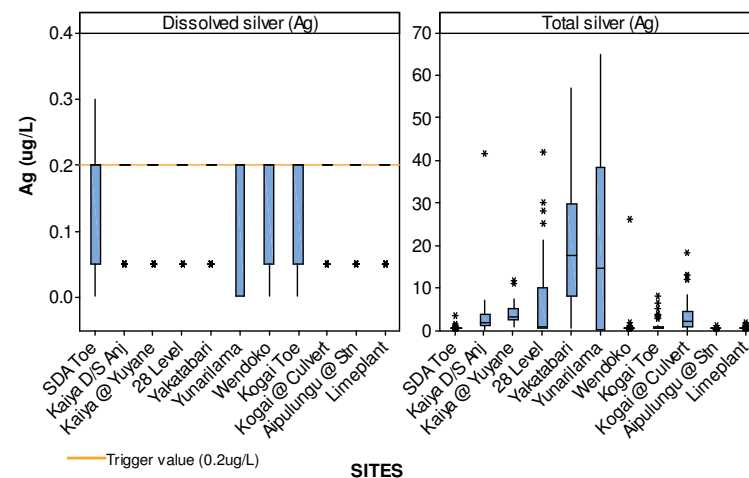 Dissolved silver (Ag)
Total silver (Ag)
Ag (ug/L)
0.4
0.3
0.2
0.1
0.0
70
60
50
40
30
20
10
0
SDA Toe
Kaiya D/S Anj
Kaiya @ Yuyane
28 Level
Yakatabari
Yunarilama
Wendoko
Kogai Toe
Kogai @ Culvert
Aipulungu @ Stn
Limeplant
SDA Toe
Kaiya D/S Anj
Kaiya @ Yuyane
28 Level
Yakatabari
Yunarilama
Wendoko
Kogai Toe
Kogai @ Culvert
Aipulungu @ Stn
Limeplant
Trigger value (0.2ug/L)
SITES